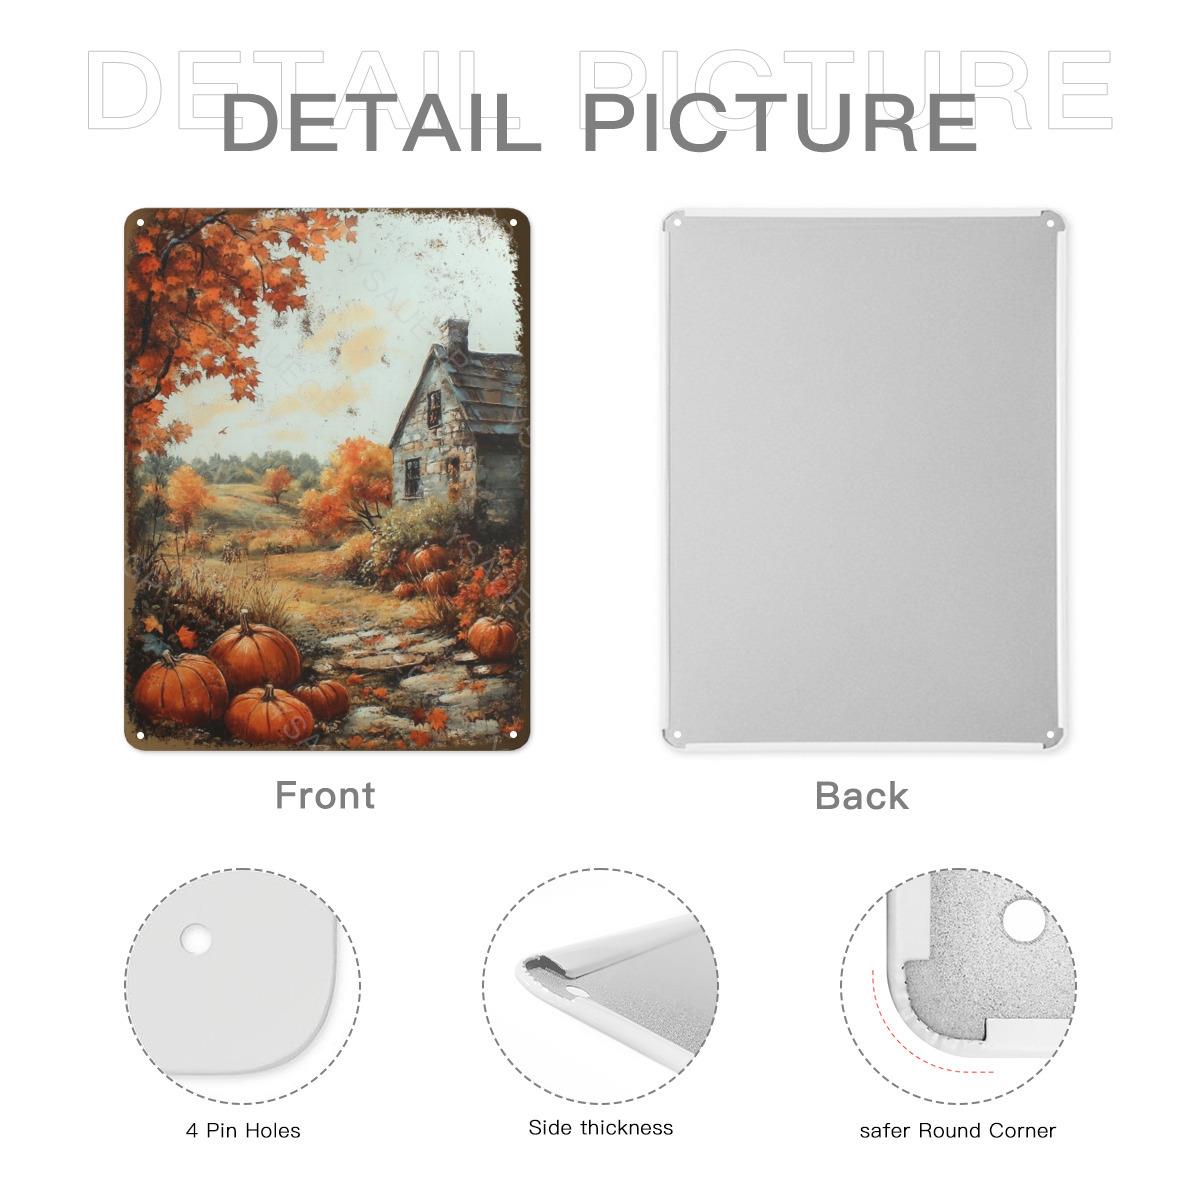 DETAIL PICTURE
DETAIL PICTURE
Front
Back
4 Pin Holes
Side thickness
safer Round Corner